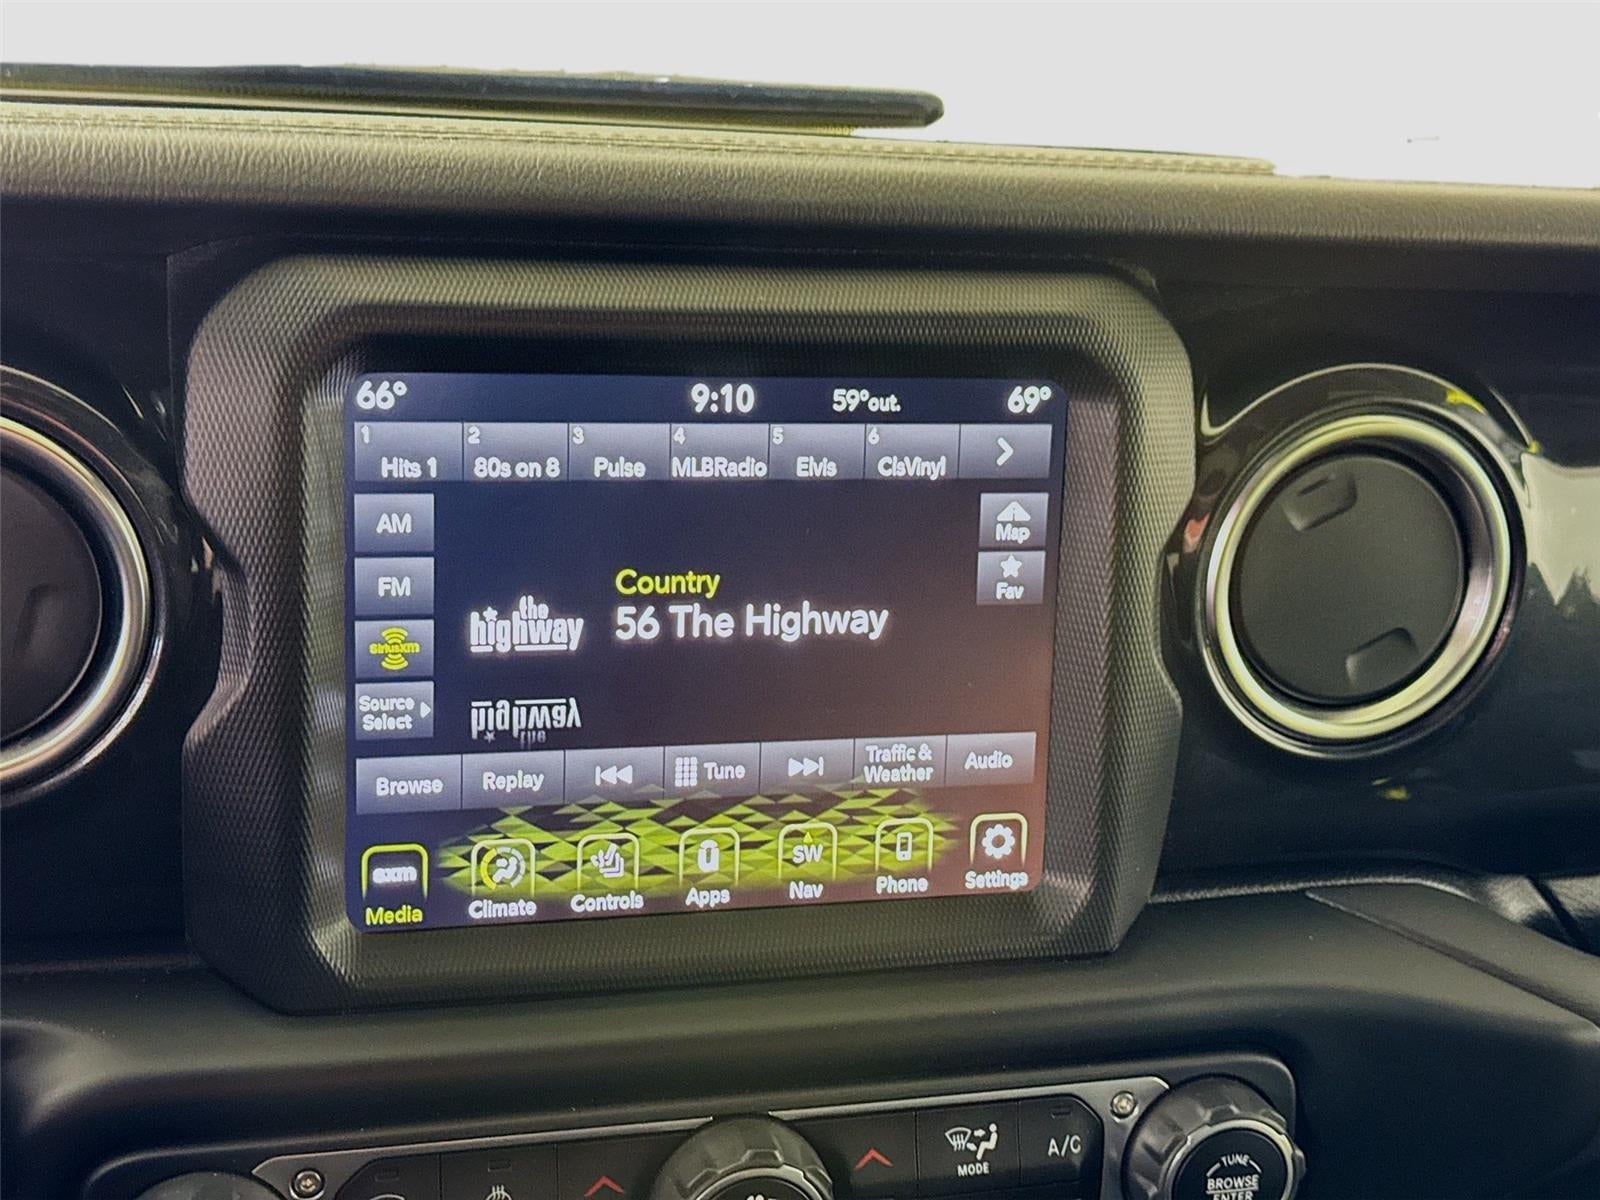 66° 9:10 59°out. 69°
1 2 3 4 5 6
Hits 1 80s on 8 Pulse MLBRadio Elvis ClsVinyl
AM
FM
siriusxm
Source
Select
Map
Fav
the
highway
Country
56 The Highway
highway
the
Browse Replay Tune Traffic &
Weather Audio
sxm
Media
Climate
Controls
Apps
SW
Nav
Phone
Settings
MODE
A/C
TUNE
BROWSE
ENTER